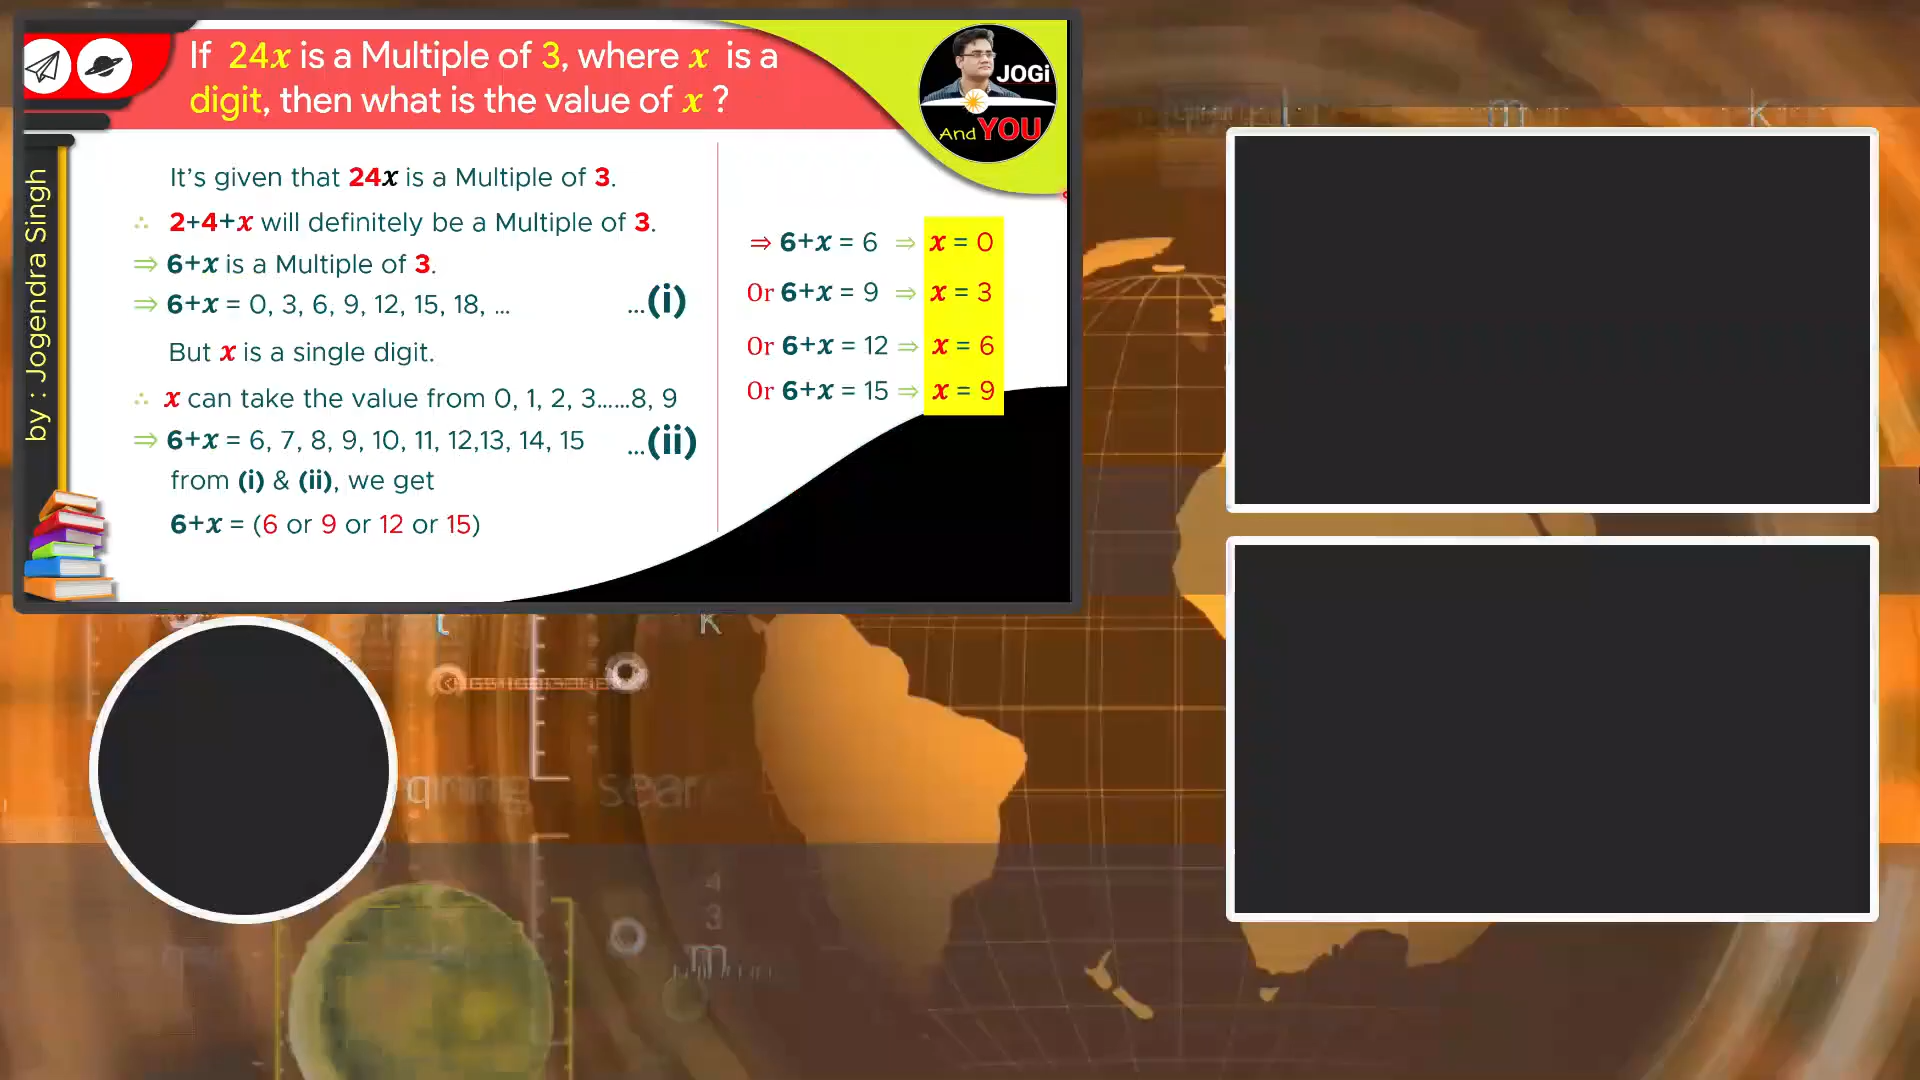 If 24x is a Multiple of 3, where x is a
digit, then what is the value of x ?
JOGi
And YOU
by : Jogendra Singh
It's given that 24x is a Multiple of 3.
∴ 2+4+x will definitely be a Multiple of 3.
⇒ 6+x is a Multiple of 3.
⇒ 6+x = 0, 3, 6, 9, 12, 15, 18, ... ...(i)
But x is a single digit.
∴ x can take the value from 0, 1, 2, 3......8, 9
⇒ 6+x = 6, 7, 8, 9, 10, 11, 12,13, 14, 15 ...(ii)
from (i) & (ii), we get
6+x = (6 or 9 or 12 or 15)
⇒ 6+x = 6 ⇒ x = 0
Or 6+x = 9 ⇒ x = 3
Or 6+x = 12 ⇒ x = 6
Or 6+x = 15 ⇒ x = 9
m
k
K
sear
4
3
m